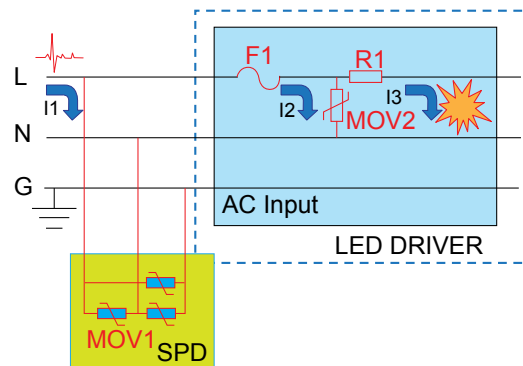 F1
R1
L
I1
I2
I3
MOV2
N
G
AC Input
LED DRIVER
MOV1
SPD